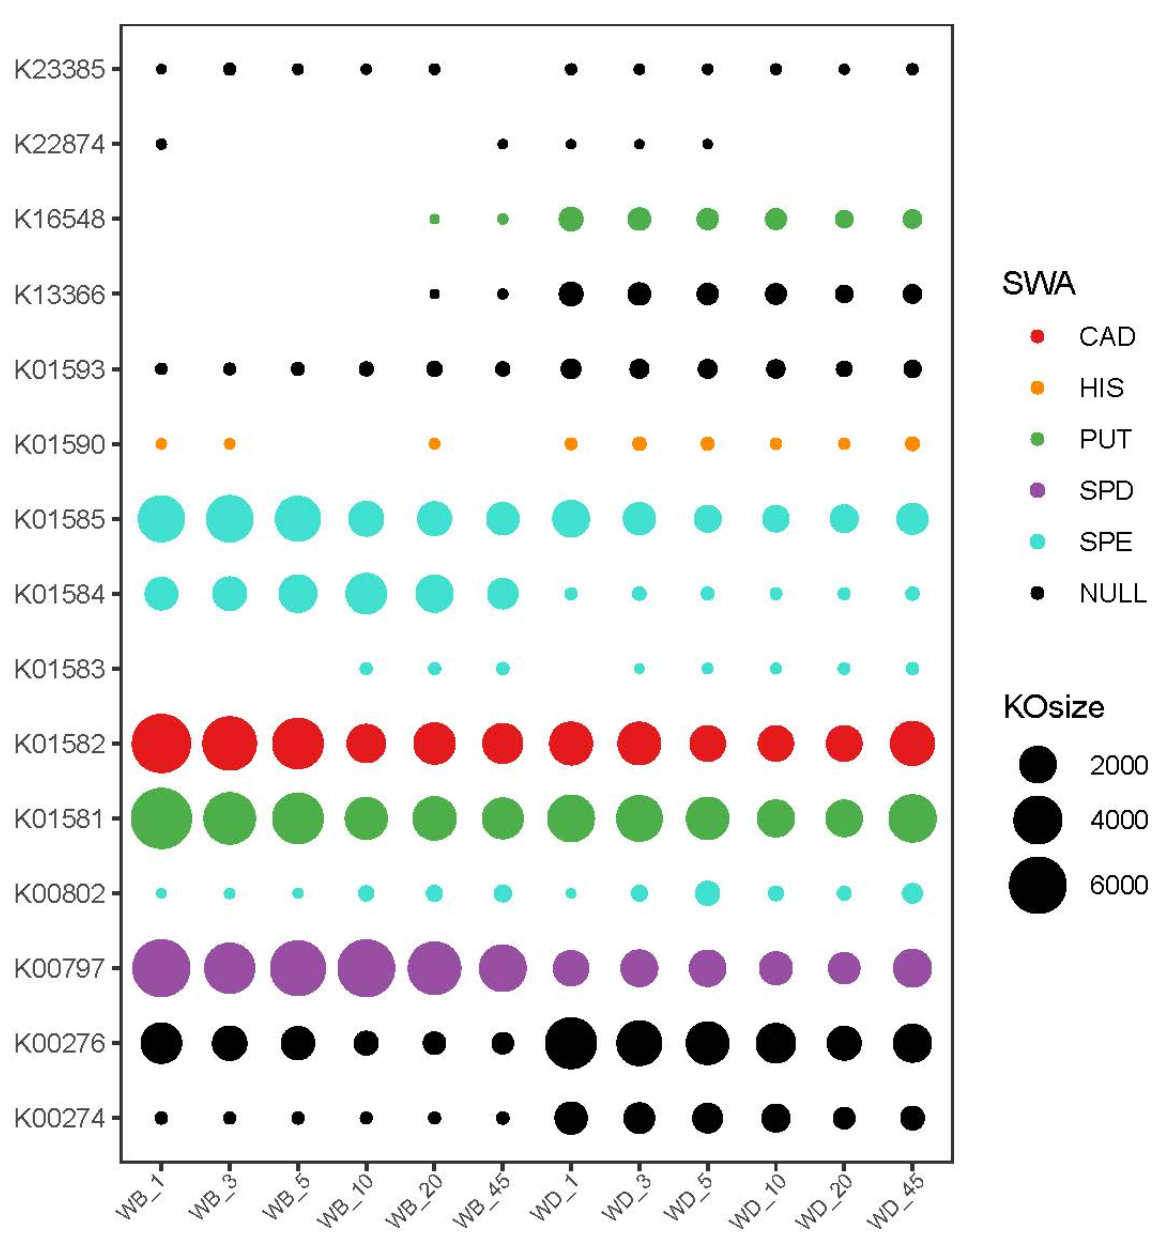 K23385
K22874
K16548
K13366
K01593
K01590
K01585
K01584
K01583
K01582
K01581
K00802
K00797
K00276
K00274
WB_1 WB_3 WB_5 WB_10 WB_20 WB_45 WD_1 WD_3 WD_5 WD_10 WD_20 WD_45
SWA
CAD
HIS
PUT
SPD
SPE
NULL
KOsize
2000
4000
6000